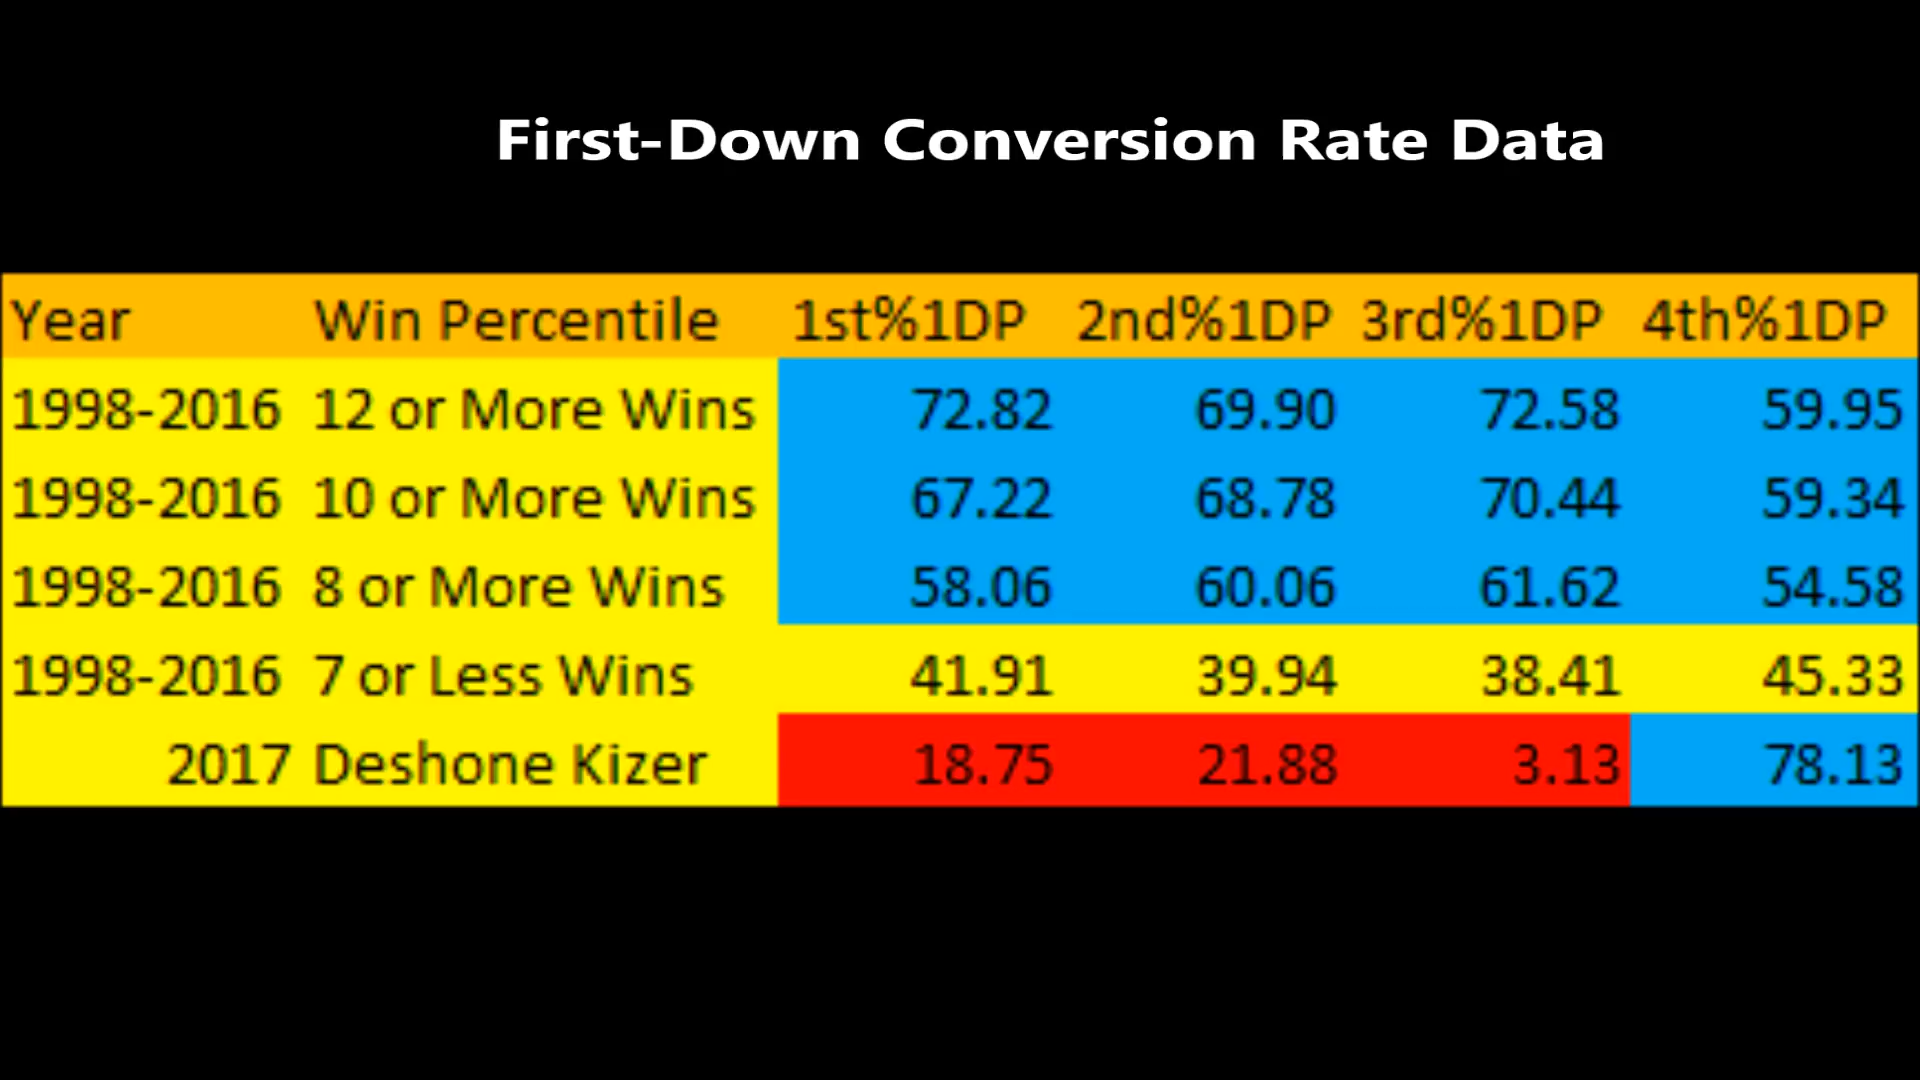 First-Down Conversion Rate Data
Year Win Percentile 1st%1DP 2nd%1DP 3rd%1DP 4th%1DP
1998-2016 12 or More Wins 72.82 69.90 72.58 59.95
1998-2016 10 or More Wins 67.22 68.78 70.44 59.34
1998-2016 8 or More Wins 58.06 60.06 61.62 54.58
1998-2016 7 or Less Wins 41.91 39.94 38.41 45.33
2017 Deshone Kizer 18.75 21.88 3.13 78.13